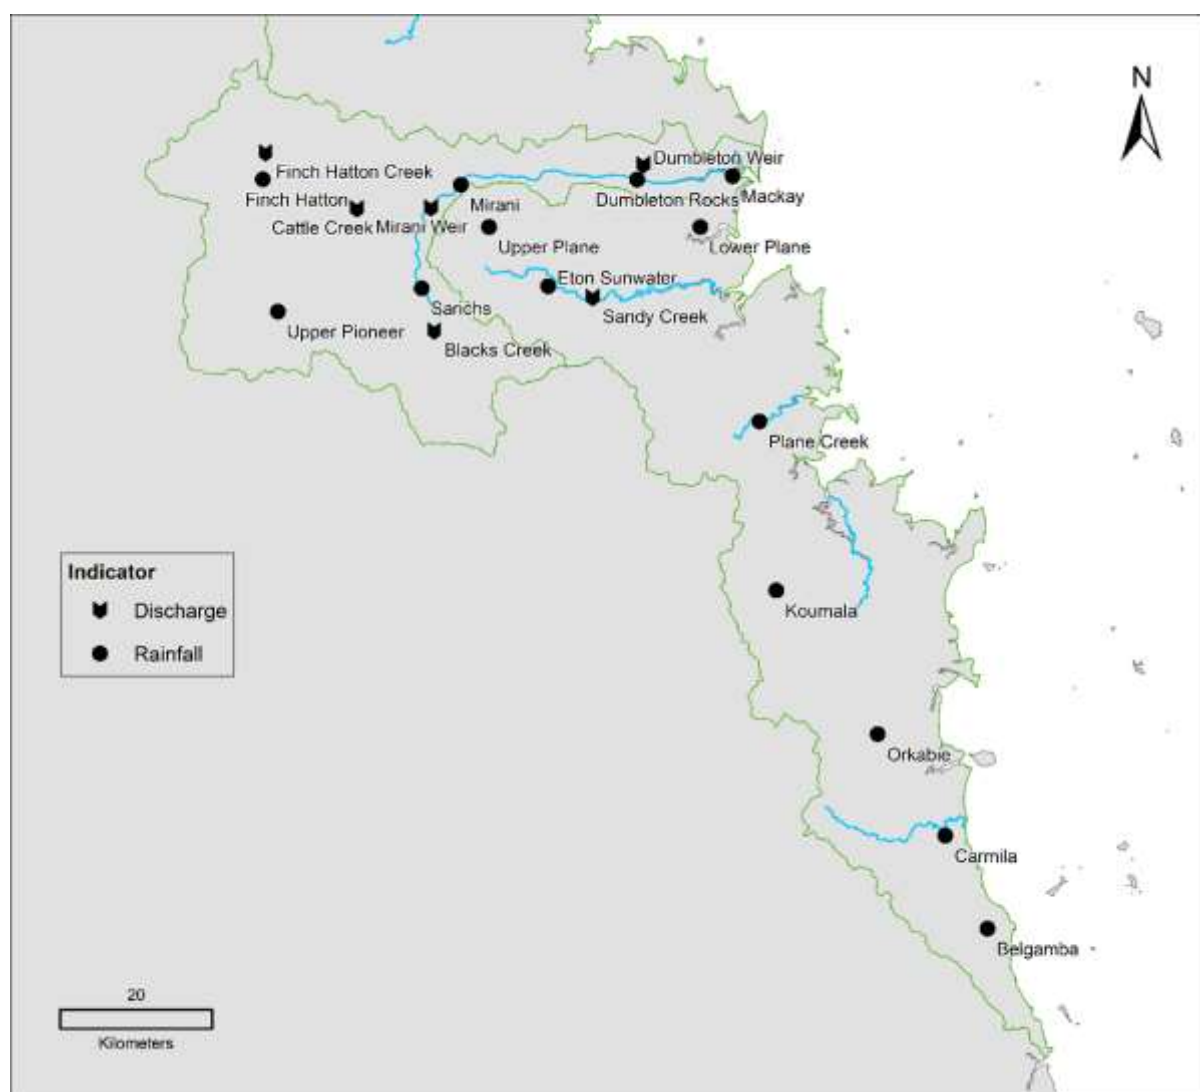 N
Dumbleton Weir
Finch Hatton Creek
Finch Hatton
Mirani
Dumbleton Rocks
Mackay
Cattle Creek
Mirani Weir
Upper Plane
Lower Plane
Eton Sunwater
Sarichs
Sandy Creek
Upper Pioneer
Blacks Creek
Plane Creek
Indicator
Discharge
Rainfall
Koumala
Orkabie
Carmila
Belgamba
20
Kilometers